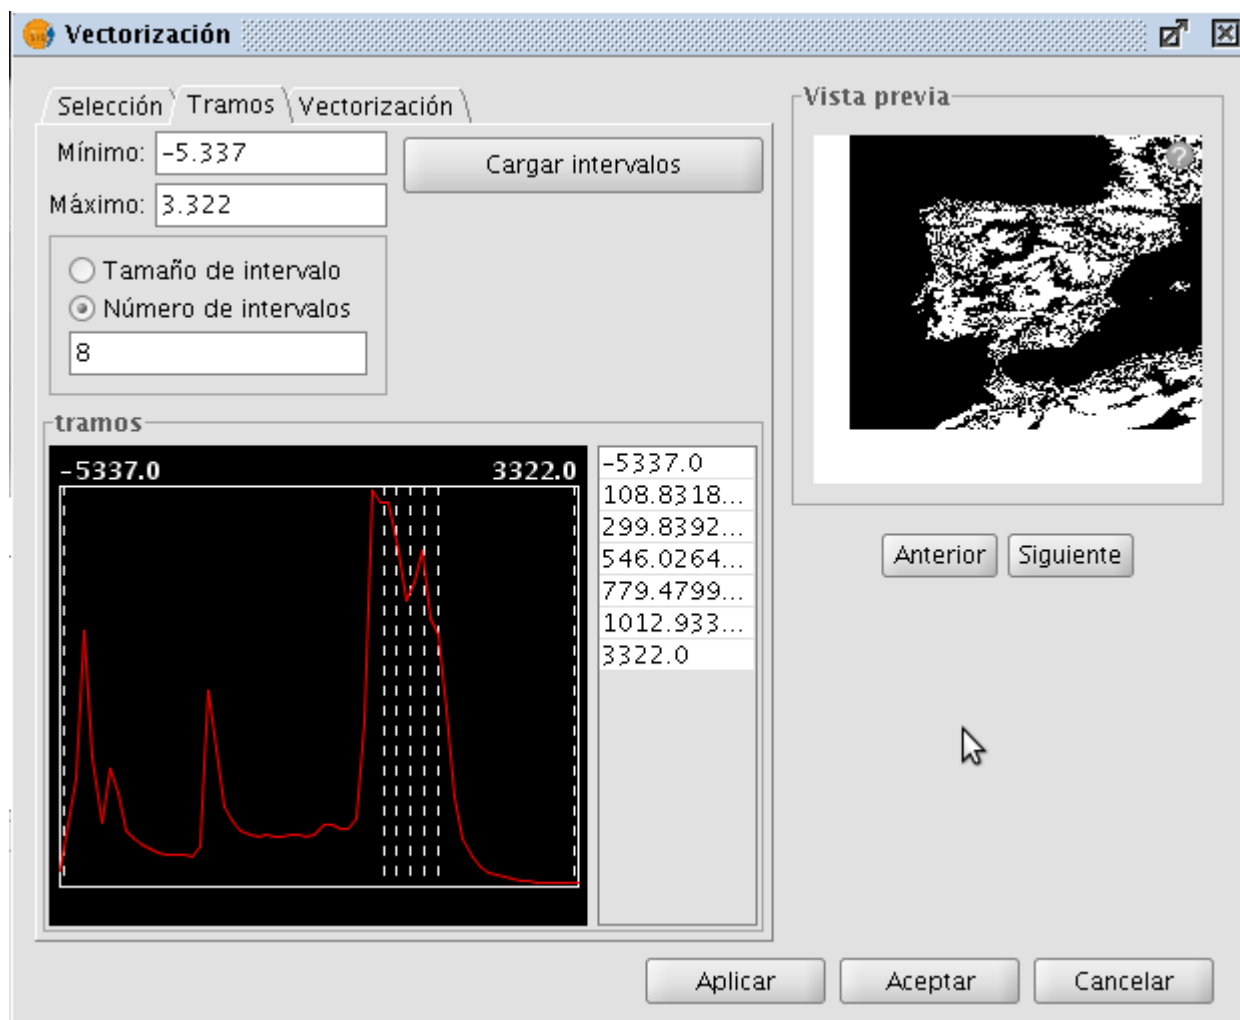 Vectorización
Selección Tramos Vectorización
Mínimo: -5.337
Cargar intervalos
Máximo: 3.322
Tamaño de intervalo
Número de intervalos
8
tramos
-5337.0 3322.0
-5337.0
108.8318...
299.8392...
546.0264...
779.4799...
1012.933...
3322.0
Vista previa
?
Anterior Siguiente
Aplicar Aceptar Cancelar